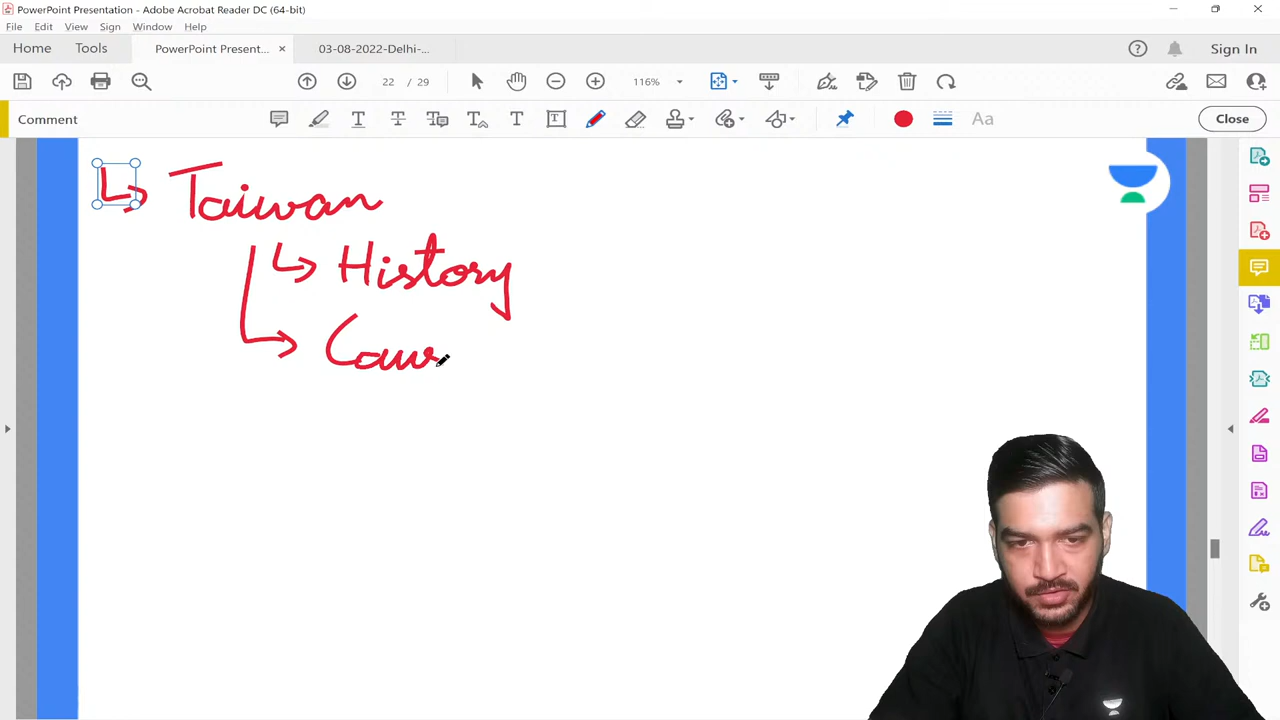 PowerPoint Presentation - Adobe Acrobat Reader DC (64-bit)
File Edit View Sign Window Help
Home Tools PowerPoint Present... × 03-08-2022-Delhi-... Sign In
22 / 29 116%
Comment Aa Close
Taiwan
History